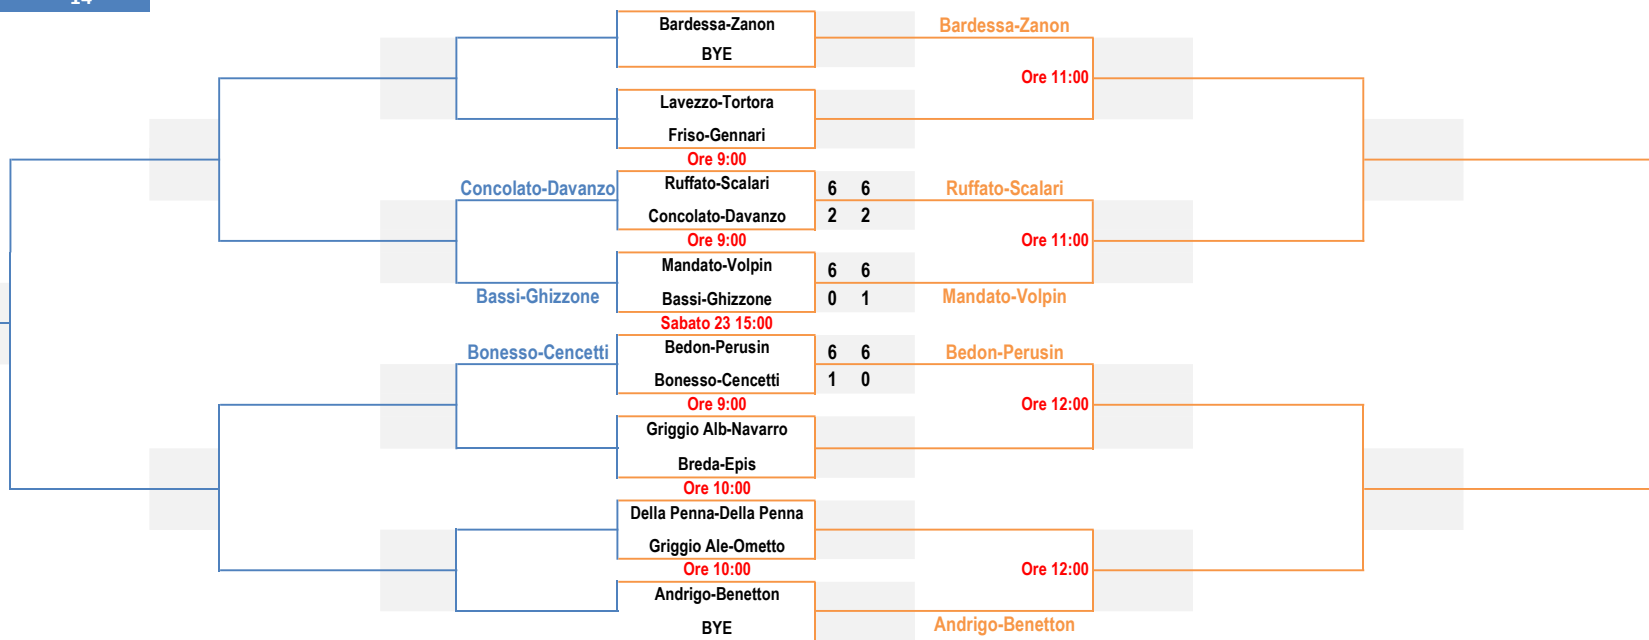 14
Bardessa-Zanon
Bardessa-Zanon
BYE
Ore 11:00
Lavezzo-Tortora
Friso-Gennari
Ore 9:00
Concolato-Davanzo
Ruffato-Scalari
6 6
Ruffato-Scalari
Concolato-Davanzo
2 2
Ore 9:00
Ore 11:00
Mandato-Volpin
6 6
Bassi-Ghizzone
Bassi-Ghizzone
0 1
Mandato-Volpin
Sabato 23 15:00
Bonesso-Cencetti
Bedon-Perusin
6 6
Bedon-Perusin
Bonesso-Cencetti
1 0
Ore 9:00
Ore 12:00
Griggio Alb-Navarro
Breda-Epis
Ore 10:00
Della Penna-Della Penna
Griggio Ale-Ometto
Ore 10:00
Ore 12:00
Andrigo-Benetton
BYE
Andrigo-Benetton